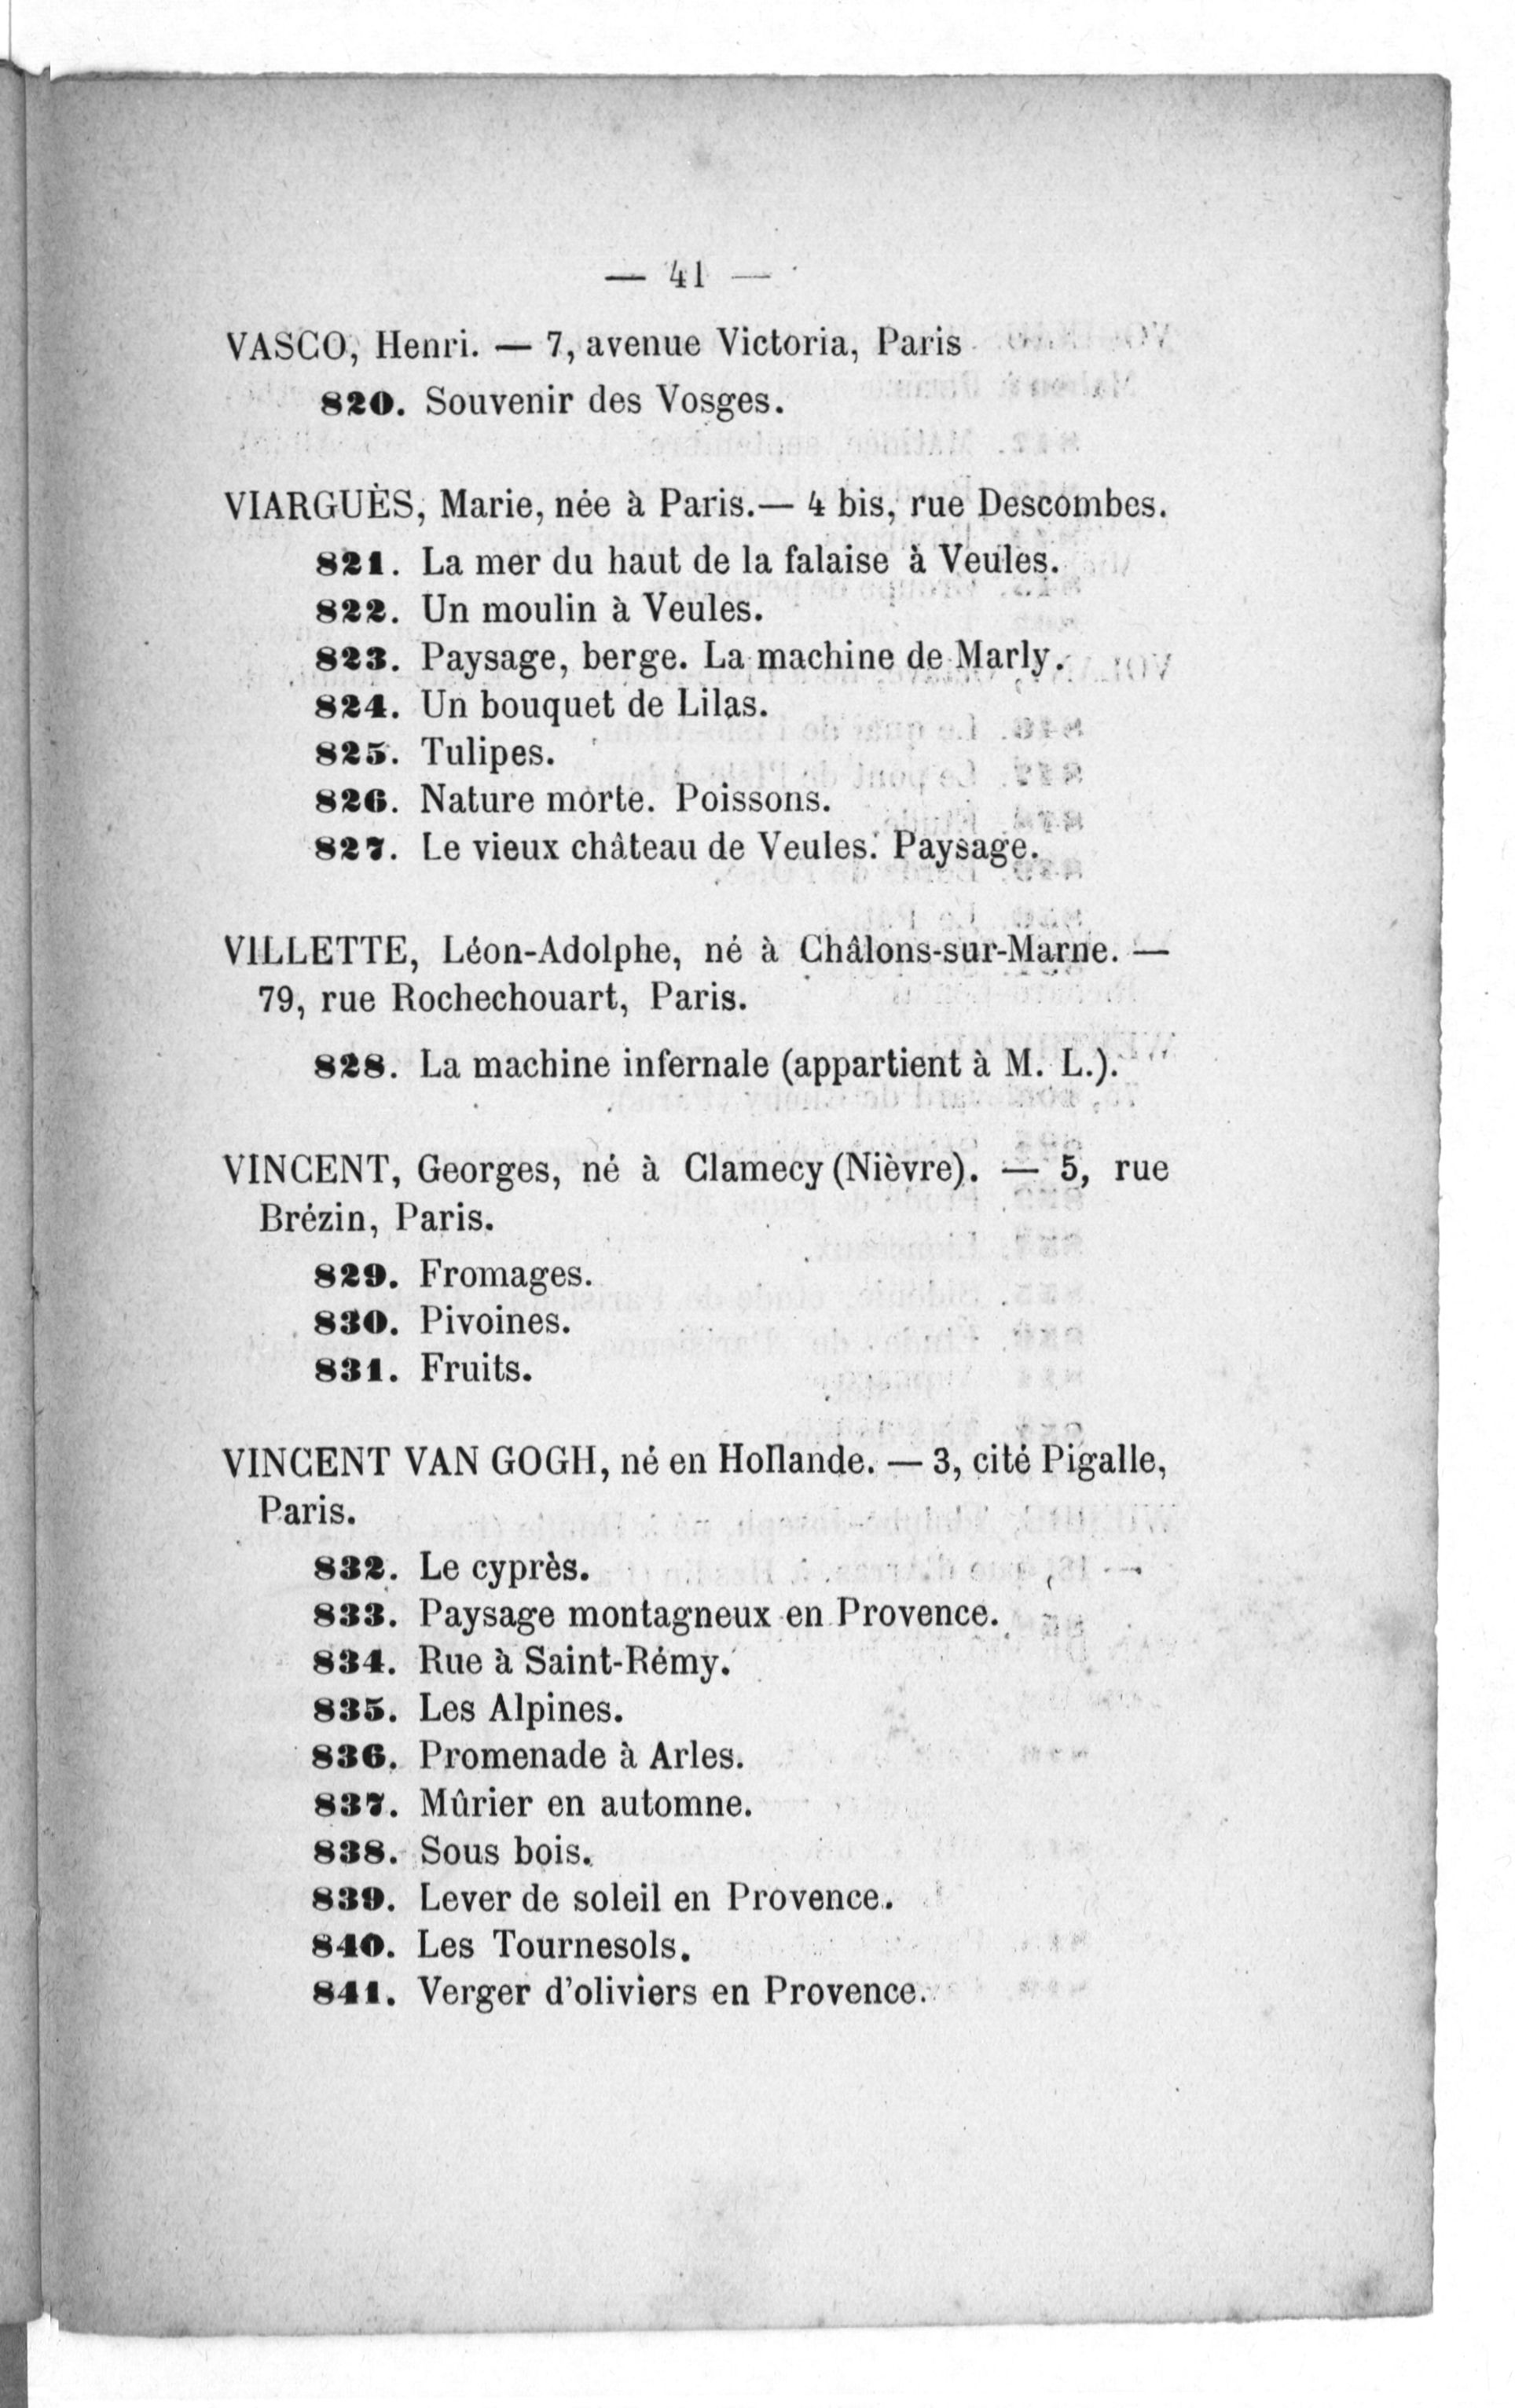 — 41 —
VASCO, Henri. — 7, avenue Victoria, Paris
820. Souvenir des Vosges.
VIARGUÈS, Marie, née à Paris. — 4 bis, rue Descombes.
821. La mer du haut de la falaise à Veules.
822. Un moulin à Veules.
823. Paysage, berge. La machine de Marly.
824. Un bouquet de Lilas.
825. Tulipes.
826. Nature morte. Poissons.
827. Le vieux château de Veules. Paysage.
VILLETTE, Léon-Adolphe, né à Châlons-sur-Marne. —
79, rue Rochechouart, Paris.
828. La machine infernale (appartient à M. L.).
VINCENT, Georges, né à Clamecy (Nièvre). — 5, rue
Brézin, Paris.
829. Fromages.
830. Pivoines.
831. Fruits.
VINCENT VAN GOGH, né en Hollande. — 3, cité Pigalle,
Paris.
832. Le cyprès.
833. Paysage montagneux en Provence.
834. Rue à Saint-Rémy.
835. Les Alpines.
836. Promenade à Arles.
837. Mûrier en automne.
838. Sous bois.
839. Lever de soleil en Provence.
840. Les Tournesols.
841. Verger d'oliviers en Provence.